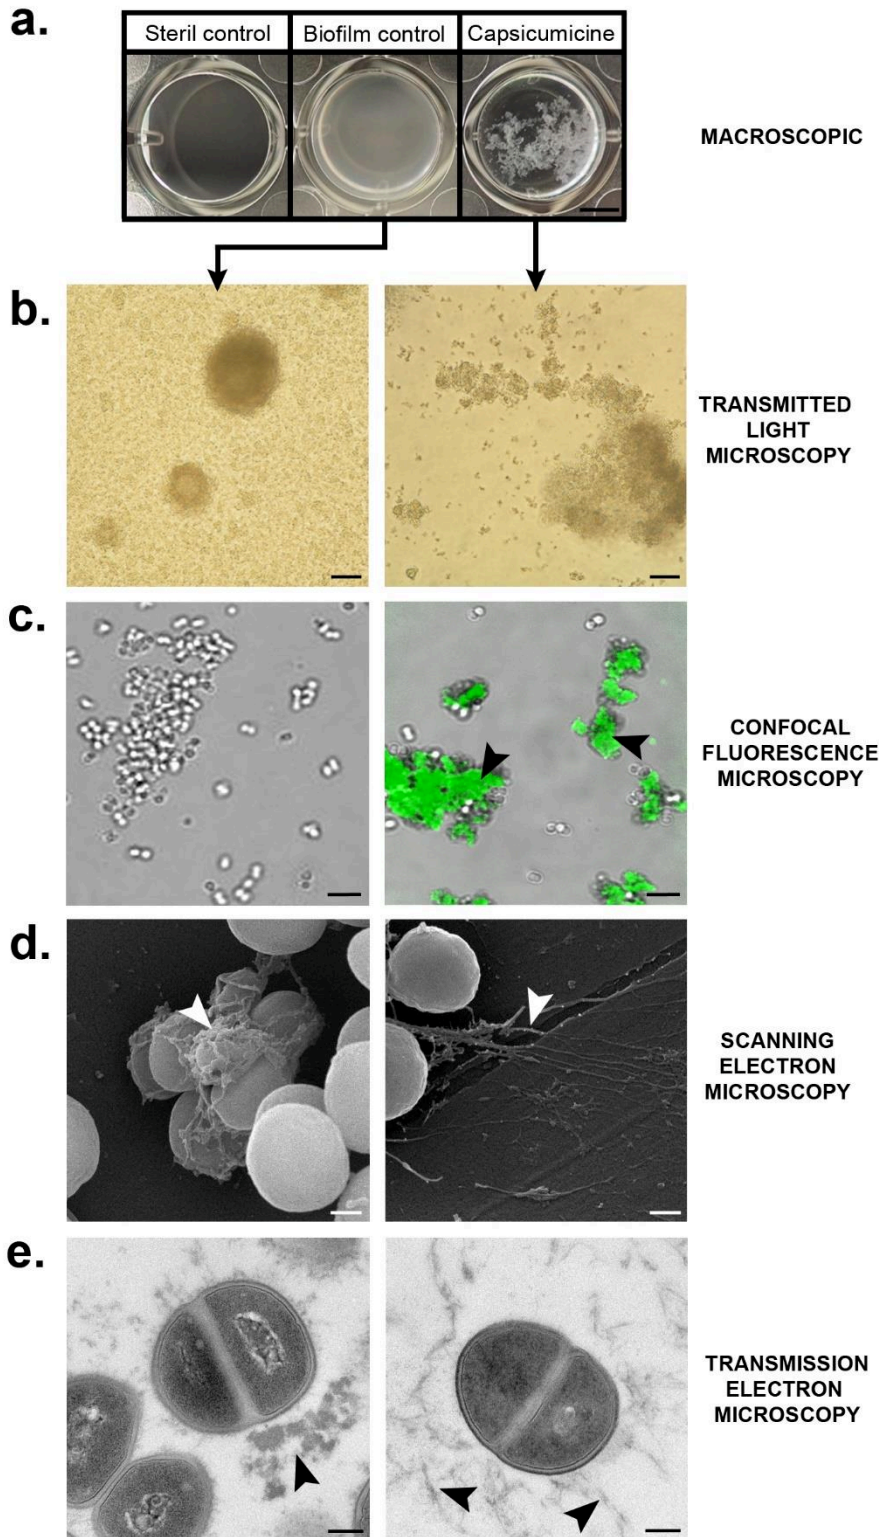 a.
Steril control
Biofilm control
Capsicumicine
MACROSCOPIC
b.
TRANSMITTED
LIGHT
MICROSCOPY
c.
CONFOCAL
FLUORESCENCE
MICROSCOPY
d.
SCANNING
ELECTRON
MICROSCOPY
e.
TRANSMISSION
ELECTRON
MICROSCOPY